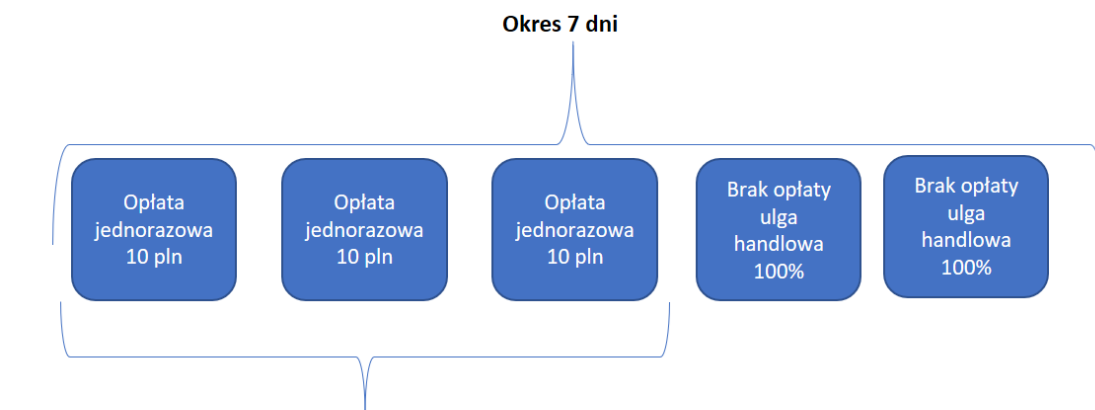 Okres 7 dni
Opłata
jednorazowa
10 pln
Opłata
jednorazowa
10 pln
Opłata
jednorazowa
10 pln
Brak opłaty
ulga
handlowa
100%
Brak opłaty
ulga
handlowa
100%